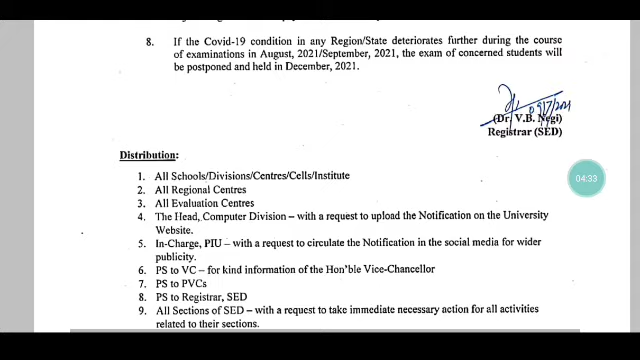 8. If the Covid-19 condition in any Region/State deteriorates further during the course
of examinations in August, 2021/September, 2021, the exam of concerned students will
be postponed and held in December, 2021.
09/7/2021
(Dr. V.B. Negi)
Registrar (SED)
04:33
Distribution:
1. All Schools/Divisions/Centres/Cells/Institute
2. All Regional Centres
3. All Evaluation Centres
4. The Head, Computer Division – with a request to upload the Notification on the University
Website.
5. In-Charge, PIU – with a request to circulate the Notification in the social media for wider
publicity.
6. PS to VC – for kind information of the Hon'ble Vice-Chancellor
7. PS to PVCs
8. PS to Registrar, SED
9. All Sections of SED – with a request to take immediate necessary action for all activities
related to their sections.